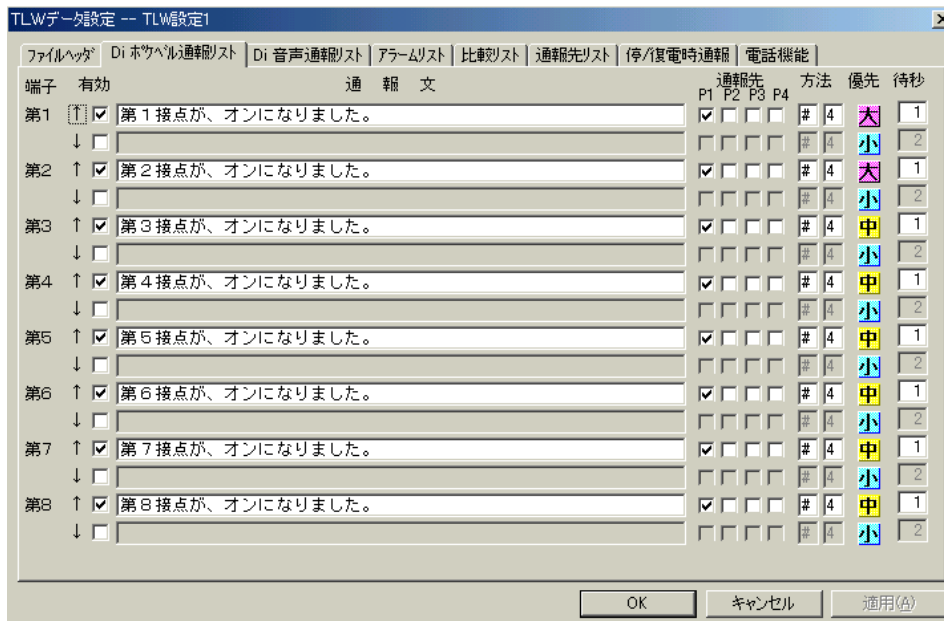 TLWデータ設定 -- TLW設定1
ファイルヘッダ Di ポケベル通報リスト Di 音声通報リスト アラームリスト 比較リスト 通報先リスト 停/復電時通報 電話機能
端子 有効 通 報 文 通報先 方法 優先 待秒
P1 P2 P3 P4
第1 ↑ 第１接点が、オンになりました。 # 4 大 1
↓ # 4 小 2
第2 ↑ 第２接点が、オンになりました。 # 4 大 1
↓ # 4 小 2
第3 ↑ 第３接点が、オンになりました。 # 4 中 1
↓ # 4 小 2
第4 ↑ 第４接点が、オンになりました。 # 4 中 1
↓ # 4 小 2
第5 ↑ 第５接点が、オンになりました。 # 4 中 1
↓ # 4 小 2
第6 ↑ 第６接点が、オンになりました。 # 4 中 1
↓ # 4 小 2
第7 ↑ 第７接点が、オンになりました。 # 4 中 1
↓ # 4 小 2
第8 ↑ 第８接点が、オンになりました。 # 4 中 1
↓ # 4 小 2
OK キャンセル 適用(A)